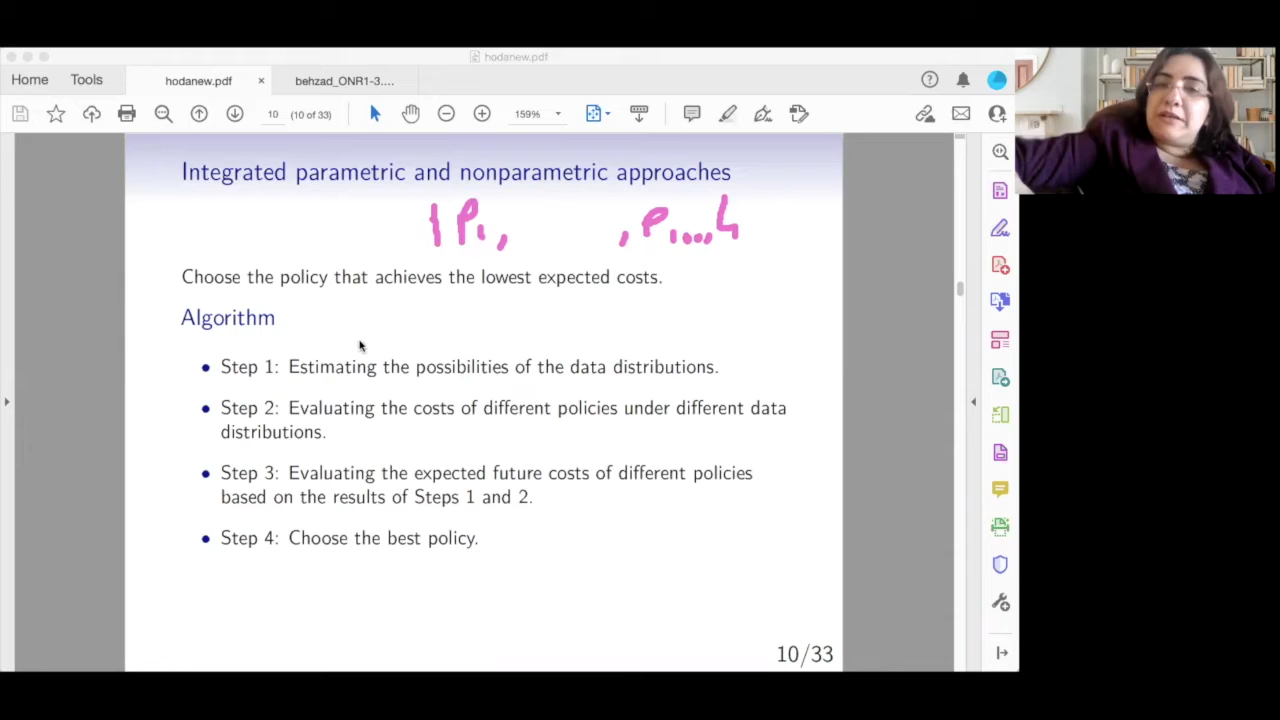 hodanew.pdf
Home
Tools
hodanew.pdf
×
behzad_ONR1-3....
10
(10 of 33)
159%
Integrated parametric and nonparametric approaches
Choose the policy that achieves the lowest expected costs.
Algorithm
• Step 1: Estimating the possibilities of the data distributions.
• Step 2: Evaluating the costs of different policies under different data
distributions.
• Step 3: Evaluating the expected future costs of different policies
based on the results of Steps 1 and 2.
• Step 4: Choose the best policy.
10/33